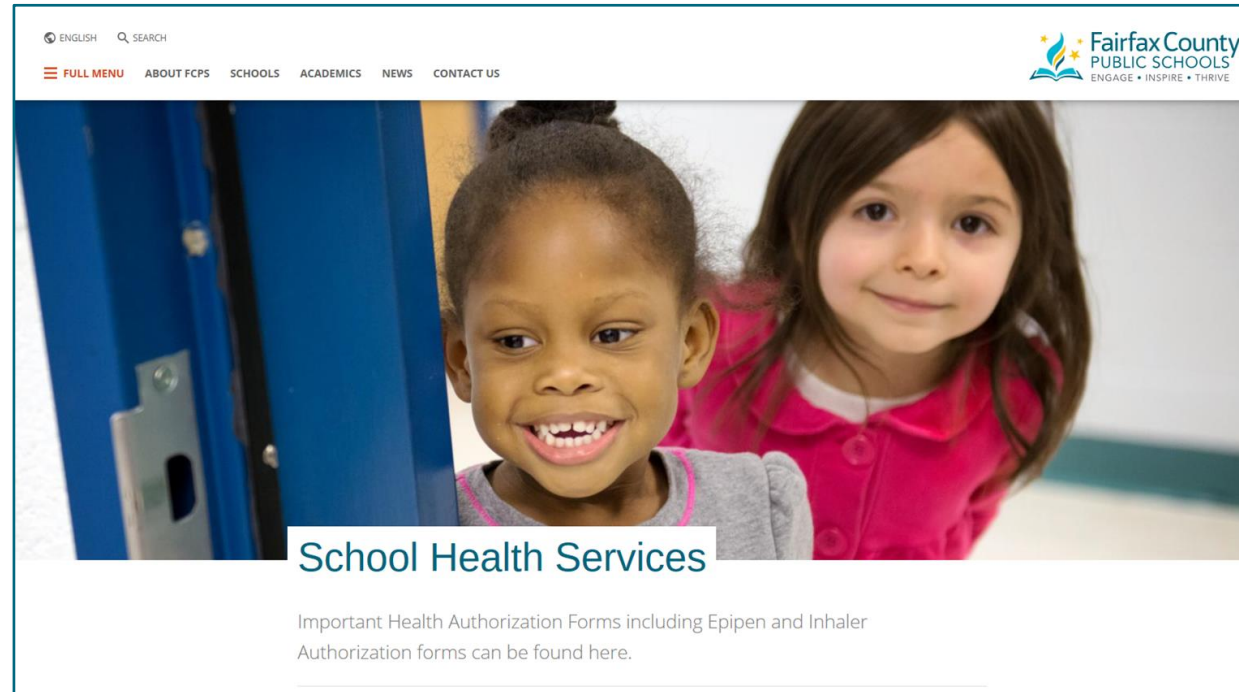 ENGLISH SEARCH
FULL MENU ABOUT FCPS SCHOOLS ACADEMICS NEWS CONTACT US
Fairfax County
PUBLIC SCHOOLS
ENGAGE • INSPIRE • THRIVE
School Health Services
Important Health Authorization Forms including Epipen and Inhaler
Authorization forms can be found here.